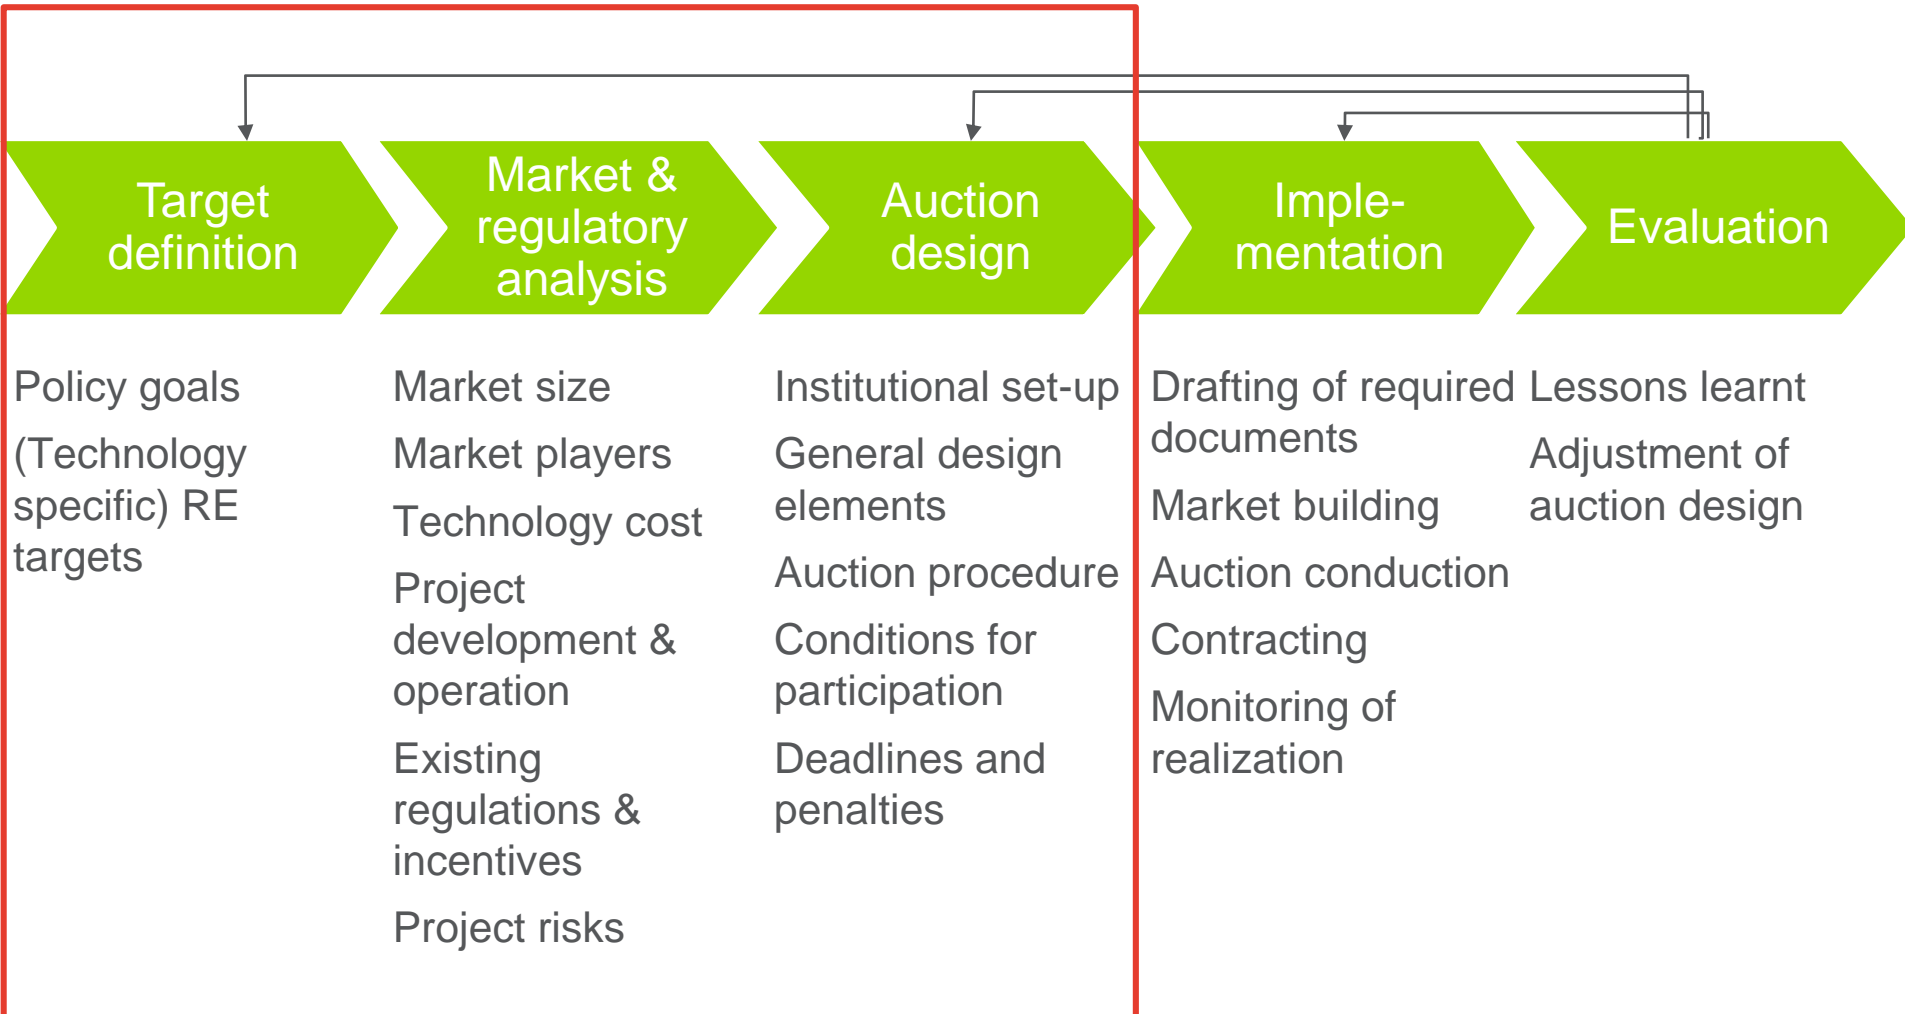 Target
definition
Market &
regulatory
analysis
Auction
design
Imple-
mentation
Evaluation
Policy goals
(Technology
specific) RE
targets
Market size
Market players
Technology cost
Project
development &
operation
Existing
regulations &
incentives
Project risks
Institutional set-up
General design
elements
Auction procedure
Conditions for
participation
Deadlines and
penalties
Drafting of required
documents
Market building
Auction conduction
Contracting
Monitoring of
realization
Lessons learnt
Adjustment of
auction design